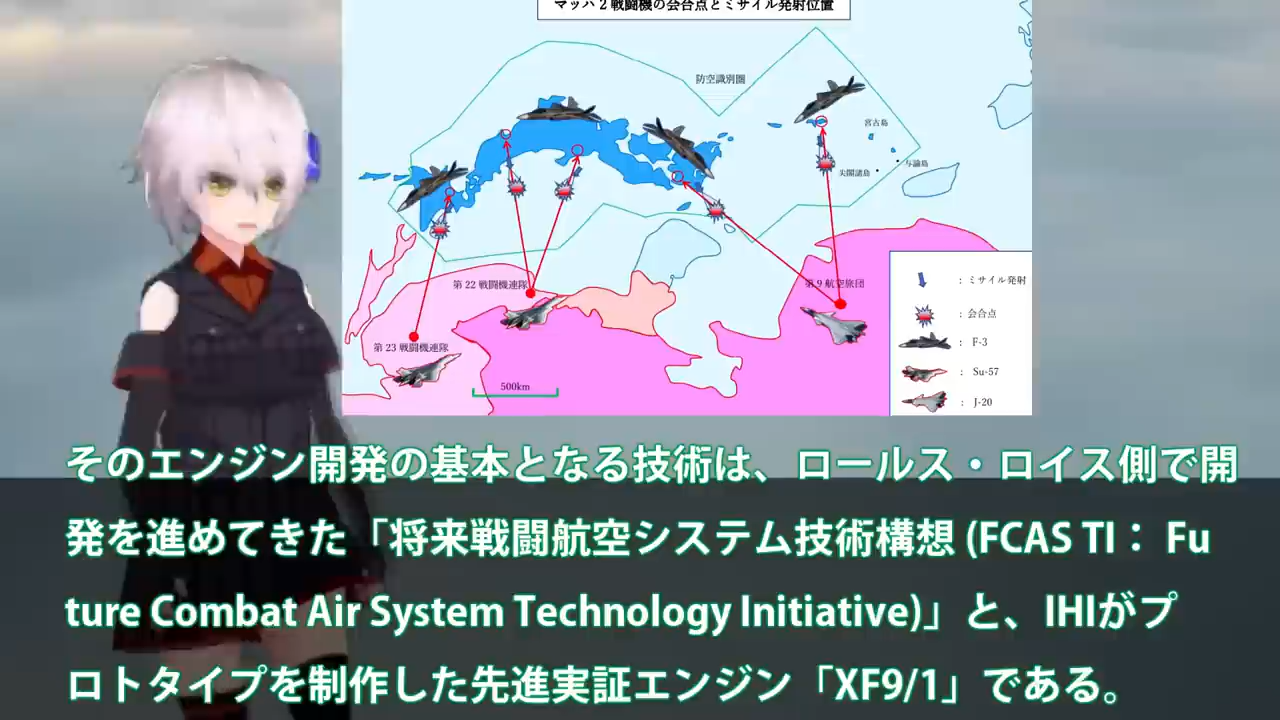 マッハ2戦闘機の会合点とミサイル発射位置
防空識別圏
宮古島
与論島
尖閣諸島
第22戦闘機連隊
第9航空旅団
第23戦闘機連隊
500km
：ミサイル発射
：会合点
：F-3
：Su-57
：J-20
そのエンジン開発の基本となる技術は、ロールス・ロイス側で開
発を進めてきた「将来戦闘航空システム技術構想 (FCAS TI： Fu
ture Combat Air System Technology Initiative)」と、IHIがプ
ロトタイプを制作した先進実証エンジン「XF9/1」である。